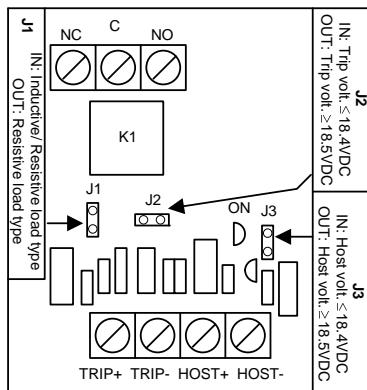 J1
IN: Inductive/ Resistive load type
OUT: Resistive load type
NC C NO
K1
J1
J2
ON
J3
TRIP+ TRIP- HOST+ HOST-
J2
IN: Trip volt. ≤ 18.4VDC
OUT: Trip volt. ≥ 18.5VDC
J3
IN: Host volt. ≤ 18.4VDC
OUT: Host volt. ≥ 18.5VDC